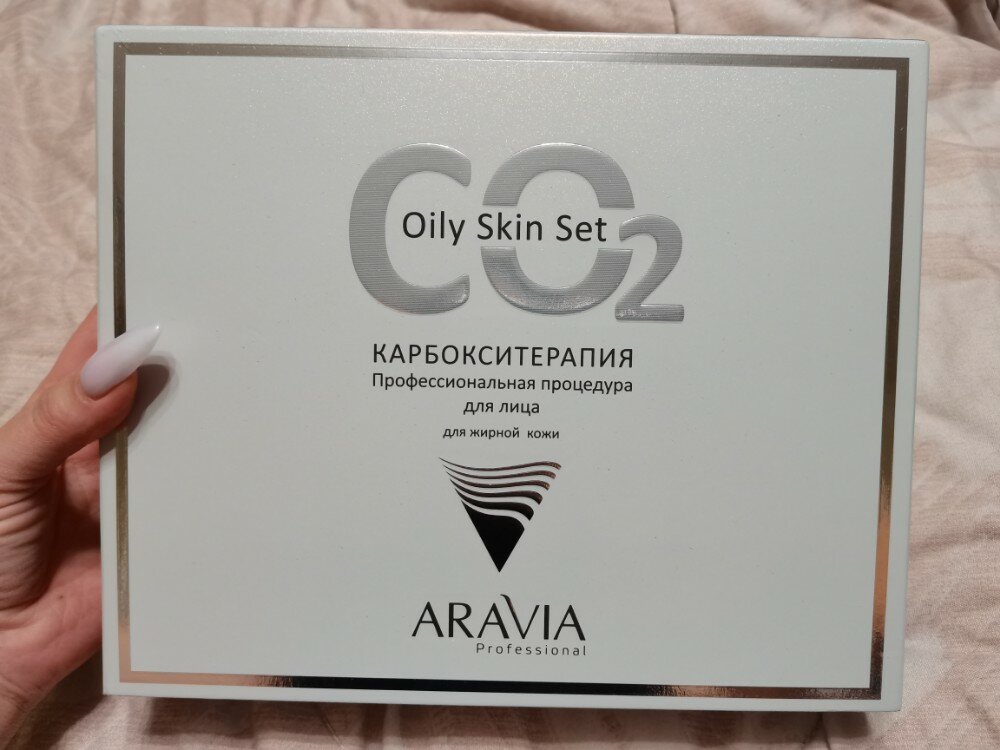 CO2
Oily Skin Set
КАРБОКСИТЕРАПИЯ
Профессиональная процедура
для лица
для жирной кожи
ARAVIA
Professional